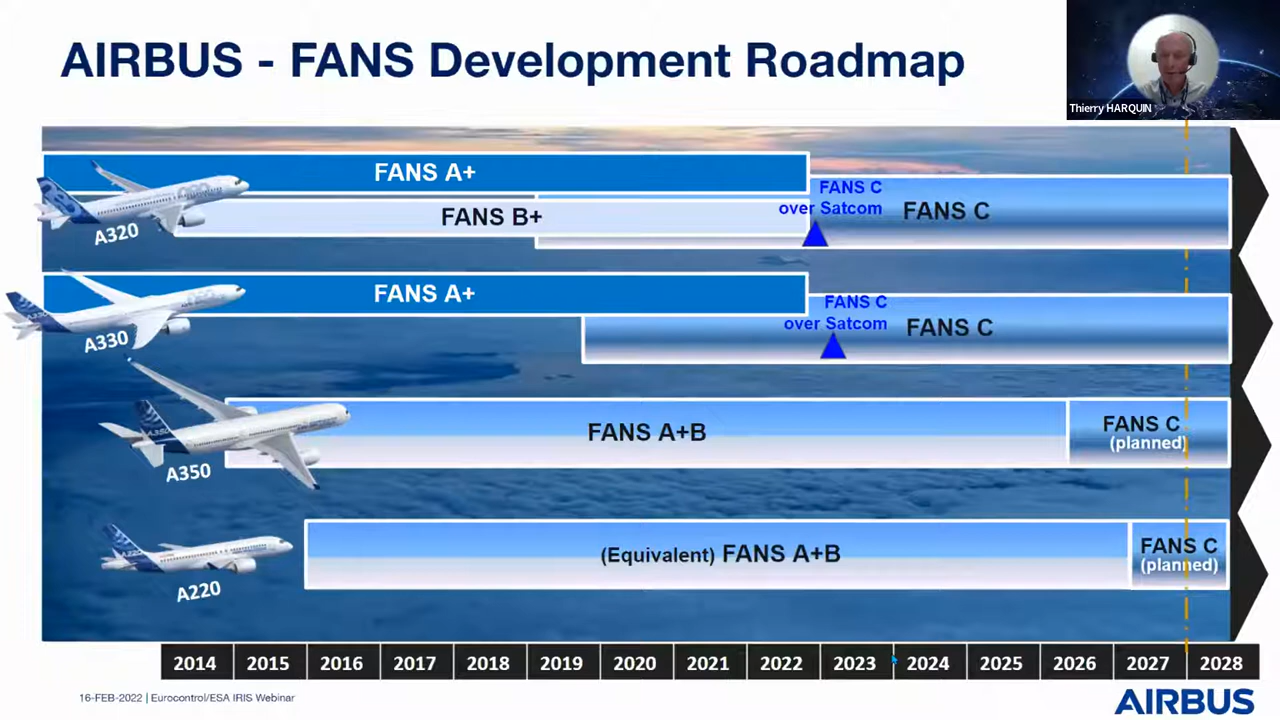 AIRBUS - FANS Development Roadmap
Thierry HARQUIN
FANS A+
FANS B+
FANS C
over Satcom
FANS C
A320
FANS A+
FANS C
over Satcom
FANS C
A330
FANS A+B
FANS C
(planned)
A350
(Equivalent) FANS A+B
FANS C
(planned)
A220
2014 2015 2016 2017 2018 2019 2020 2021 2022 2023 2024 2025 2026 2027 2028
16-FEB-2022 | Eurocontrol/ESA IRIS Webinar
AIRBUS